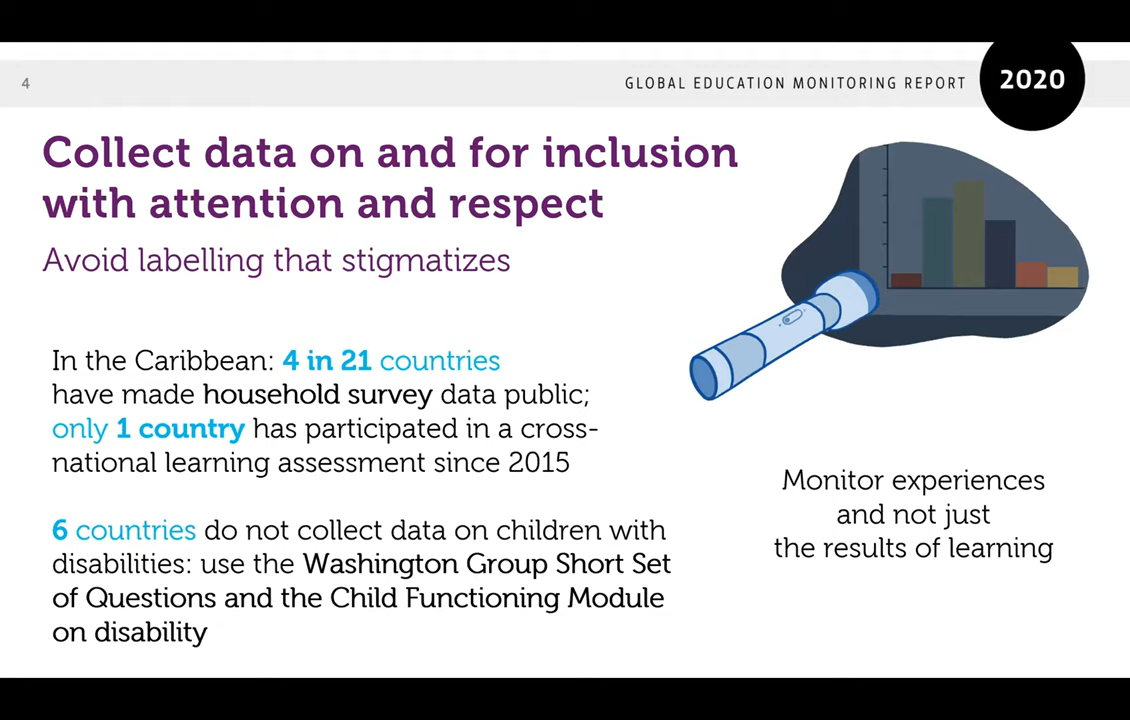 4
GLOBAL EDUCATION MONITORING REPORT
2020
Collect data on and for inclusion
with attention and respect
Avoid labelling that stigmatizes
In the Caribbean: 4 in 21 countries
have made household survey data public;
only 1 country has participated in a cross-
national learning assessment since 2015
6 countries do not collect data on children with
disabilities: use the Washington Group Short Set
of Questions and the Child Functioning Module
on disability
Monitor experiences
and not just
the results of learning